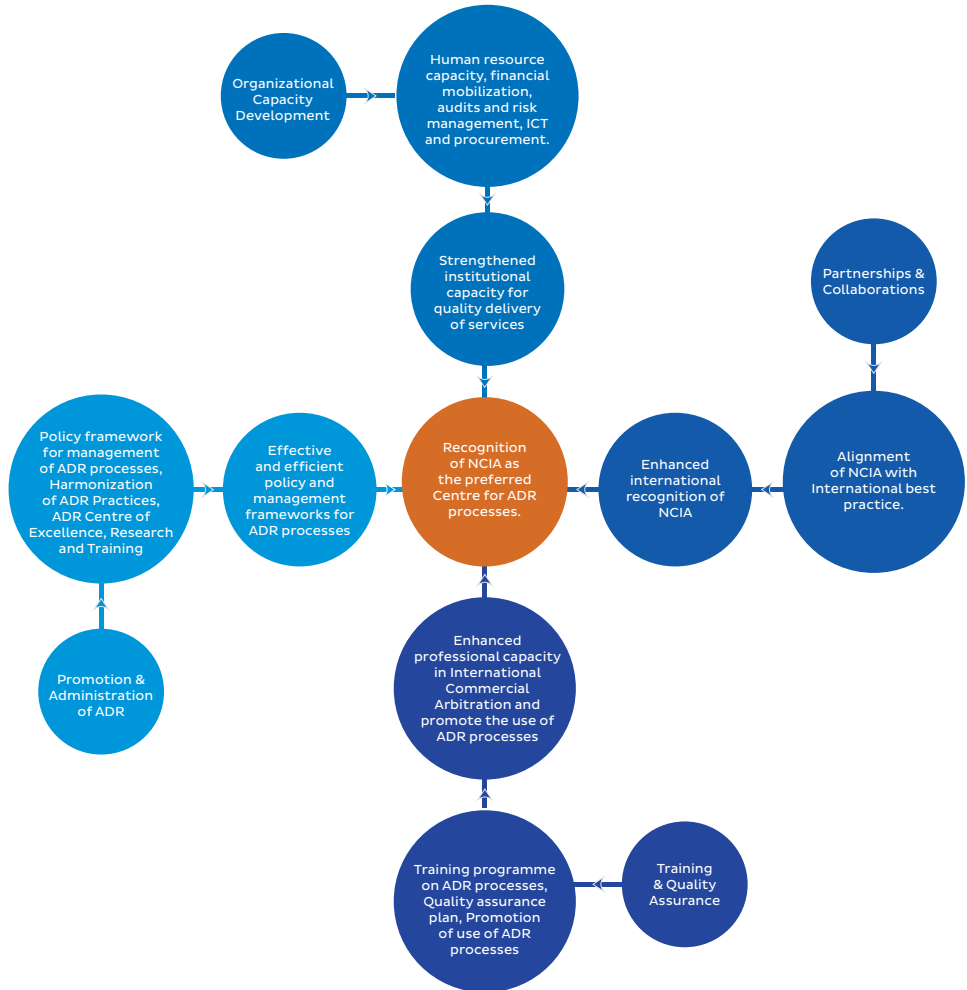 Organizational
Capacity
Development
Human resource
capacity, financial
mobilization,
audits and risk
management, ICT
and procurement.
Strengthened
institutional
capacity for
quality delivery
of services
Partnerships &
Collaborations
Policy framework
for management
of ADR processes,
Harmonization
of ADR Practices,
ADR Centre of
Excellence, Research
and Training
Effective
and efficient
policy and
management
frameworks for
ADR processes
Recognition
of NCIA as
the preferred
Centre for ADR
processes.
Enhanced
international
recognition of
NCIA
Alignment
of NCIA with
International best
practice.
Promotion &
Administration
of ADR
Enhanced
professional capacity
in International
Commercial
Arbitration and
promote the use of
ADR processes
Training programme
on ADR processes,
Quality assurance
plan, Promotion
of use of ADR
processes
Training
& Quality
Assurance